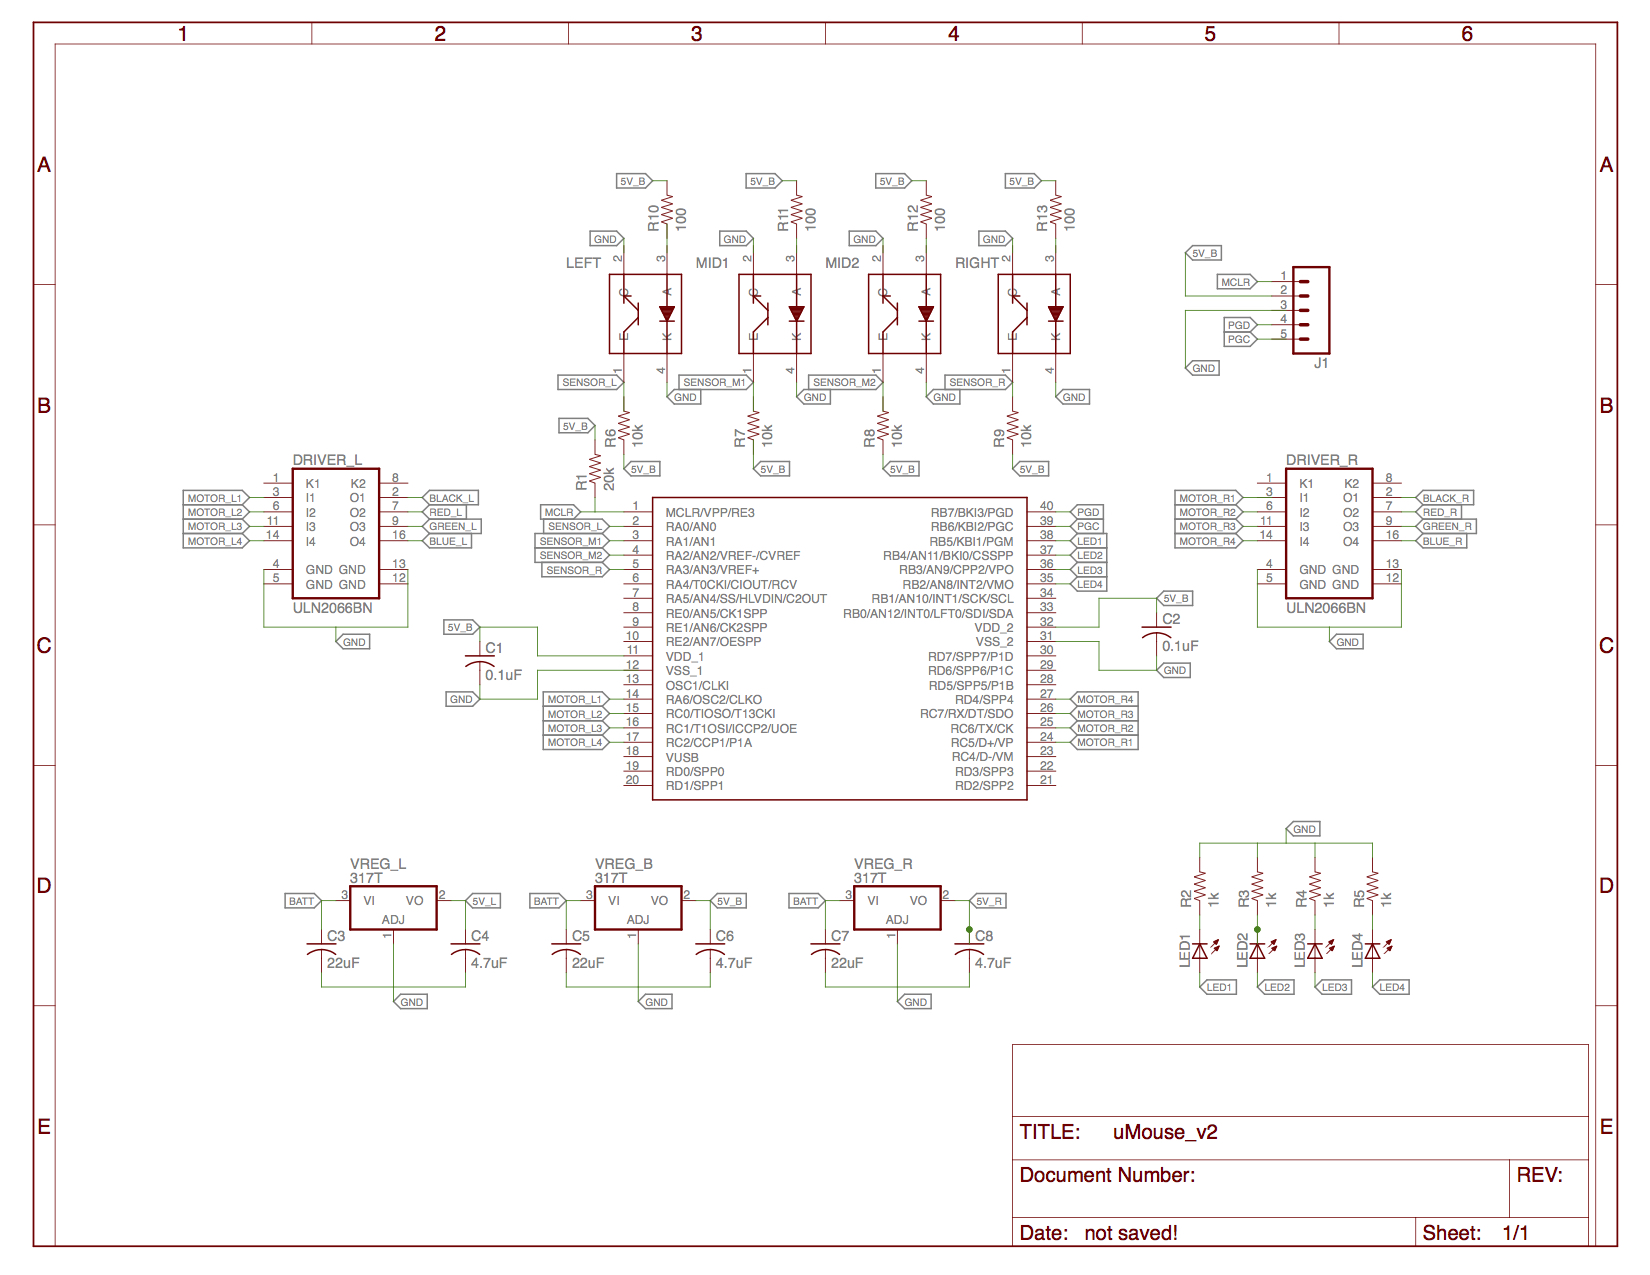 1 2 3 4 5 6
A A
B B
C C
D D
E E
5V_B 5V_B 5V_B 5V_B
R10 100 R11 100 R12 100 R13 100
GND GND GND GND
2 3 2 3 2 3 2 3
LEFT MID1 MID2 RIGHT
C A C A C A C A
E K E K E K E K
1 4 1 4 1 4 1 4
SENSOR_L SENSOR_M1 SENSOR_M2 SENSOR_R
GND GND GND GND
R6 10k R7 10k R8 10k R9 10k
5V_B 5V_B 5V_B 5V_B
5V_B
R1 20k
5V_B
MCLR 1
2
3
PGD 4
PGC 5
J1
GND
DRIVER_L
1 K1 K2 8
MOTOR_L1 3 I1 O1 2 BLACK_L
MOTOR_L2 6 I2 O2 7 RED_L
MOTOR_L3 11 I3 O3 9 GREEN_L
MOTOR_L4 14 I4 O4 16 BLUE_L
4 GND GND 13
5 GND GND 12
ULN2066BN
GND
DRIVER_R
1 K1 K2 8
MOTOR_R1 3 I1 O1 2 BLACK_R
MOTOR_R2 6 I2 O2 7 RED_R
MOTOR_R3 11 I3 O3 9 GREEN_R
MOTOR_R4 14 I4 O4 16 BLUE_R
4 GND GND 13
5 GND GND 12
ULN2066BN
GND
MCLR 1 MCLR/VPP/RE3 RB7/BKI3/PGD 40 PGD
SENSOR_L 2 RA0/AN0 RB6/KBI2/PGC 39 PGC
SENSOR_M1 3 RA1/AN1 RB5/KBI1/PGM 38 LED1
SENSOR_M2 4 RA2/AN2/VREF-/CVREF RB4/AN11/BKI0/CSSPP 37 LED2
SENSOR_R 5 RA3/AN3/VREF+ RB3/AN9/CPP2/VPO 36 LED3
6 RA4/T0CKI/CIOUT/RCV RB2/AN8/INT2/VMO 35 LED4
7 RA5/AN4/SS/HLVDIN/C2OUT RB1/AN10/INT1/SCK/SCL 34
8 RE0/AN5/CK1SPP RB0/AN12/INT0/LFT0/SDI/SDA 33
9 RE1/AN6/CK2SPP VDD_2 32
10 RE2/AN7/OESPP VSS_2 31
11 VDD_1 RD7/SPP7/P1D 30
12 VSS_1 RD6/SPP6/P1C 29
13 OSC1/CLKI RD5/SPP5/P1B 28
MOTOR_L1 14 RA6/OSC2/CLKO RD4/SPP4 27 MOTOR_R4
MOTOR_L2 15 RC0/TIOSO/T13CKI RC7/RX/DT/SDO 26 MOTOR_R3
MOTOR_L3 16 RC1/T1OSI/ICCP2/UOE RC6/TX/CK 25 MOTOR_R2
MOTOR_L4 17 RC2/CCP1/P1A RC5/D+/VP 24 MOTOR_R1
18 VUSB RC4/D-/VM 23
19 RD0/SPP0 RD3/SPP3 22
20 RD1/SPP1 RD2/SPP2 21
5V_B
C1
0.1uF
GND
5V_B
C2
0.1uF
GND
VREG_L
317T
BATT 3 VI VO 2 5V_L
ADJ
1
C3 C4
22uF 4.7uF
GND
VREG_B
317T
BATT 3 VI VO 2 5V_B
ADJ
1
C5 C6
22uF 4.7uF
GND
VREG_R
317T
BATT 3 VI VO 2 5V_R
ADJ
1
C7 C8
22uF 4.7uF
GND
GND
R2 1k R3 1k R4 1k R5 1k
LED1 LED2 LED3 LED4
LED1 LED2 LED3 LED4
TITLE: uMouse_v2
Document Number: REV:
Date: not saved! Sheet: 1/1